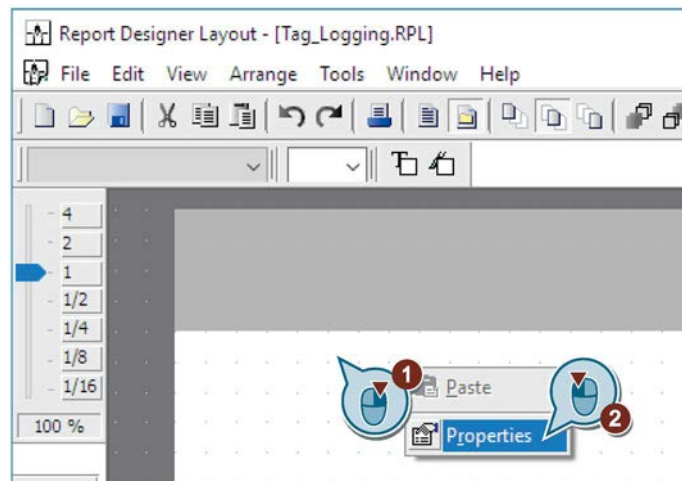 Report Designer Layout - [Tag_Logging.RPL]
File Edit View Arrange Tools Window Help
4
2
1
1/2
1/4
1/8
1/16
100 %
1
Paste
Properties
2